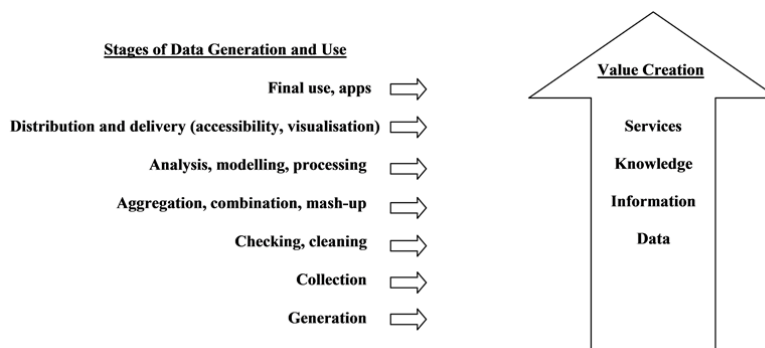 Stages of Data Generation and Use
Final use, apps
Distribution and delivery (accessibility, visualisation)
Analysis, modelling, processing
Aggregation, combination, mash-up
Checking, cleaning
Collection
Generation
Value Creation
Services
Knowledge
Information
Data